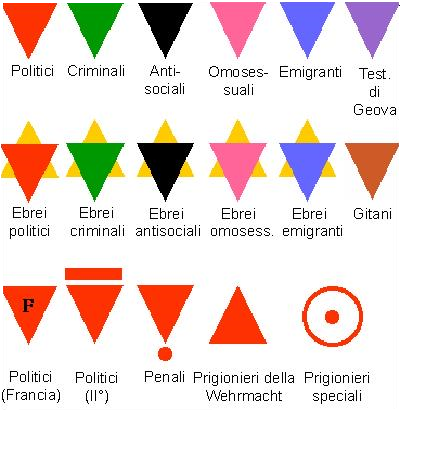 Politici Criminali Anti- Omoses- Emigranti Test.
sociali suali di
Geova
Ebrei Ebrei Ebrei Ebrei Ebrei Gitani
politici criminali antisociali omosess. emigranti
F
Politici Politici Penali Prigionieri della Prigionieri
(Francia) (II°) Wehrmacht speciali